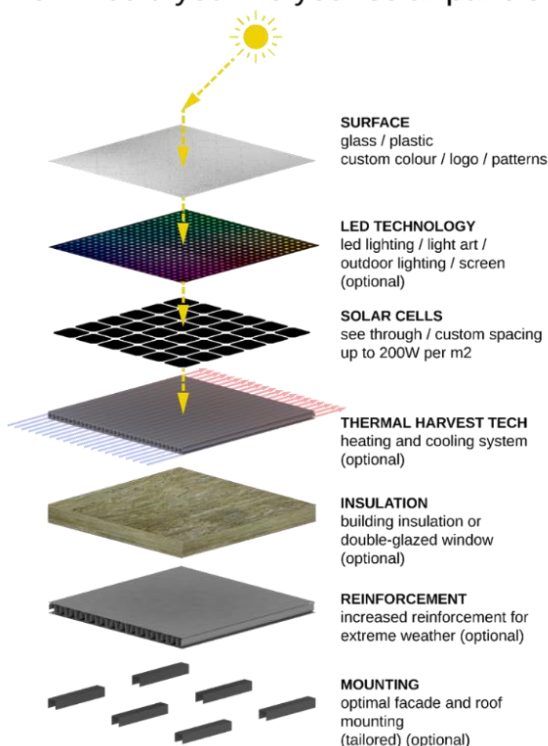 SURFACE
glass / plastic
custom colour / logo / patterns
LED TECHNOLOGY
led lighting / light art /
outdoor lighting / screen
(optional)
SOLAR CELLS
see through / custom spacing
up to 200W per m2
THERMAL HARVEST TECH
heating and cooling system
(optional)
INSULATION
building insulation or
double-glazed window
(optional)
REINFORCEMENT
increased reinforcement for
extreme weather (optional)
MOUNTING
optimal facade and roof
mounting
(tailored) (optional)